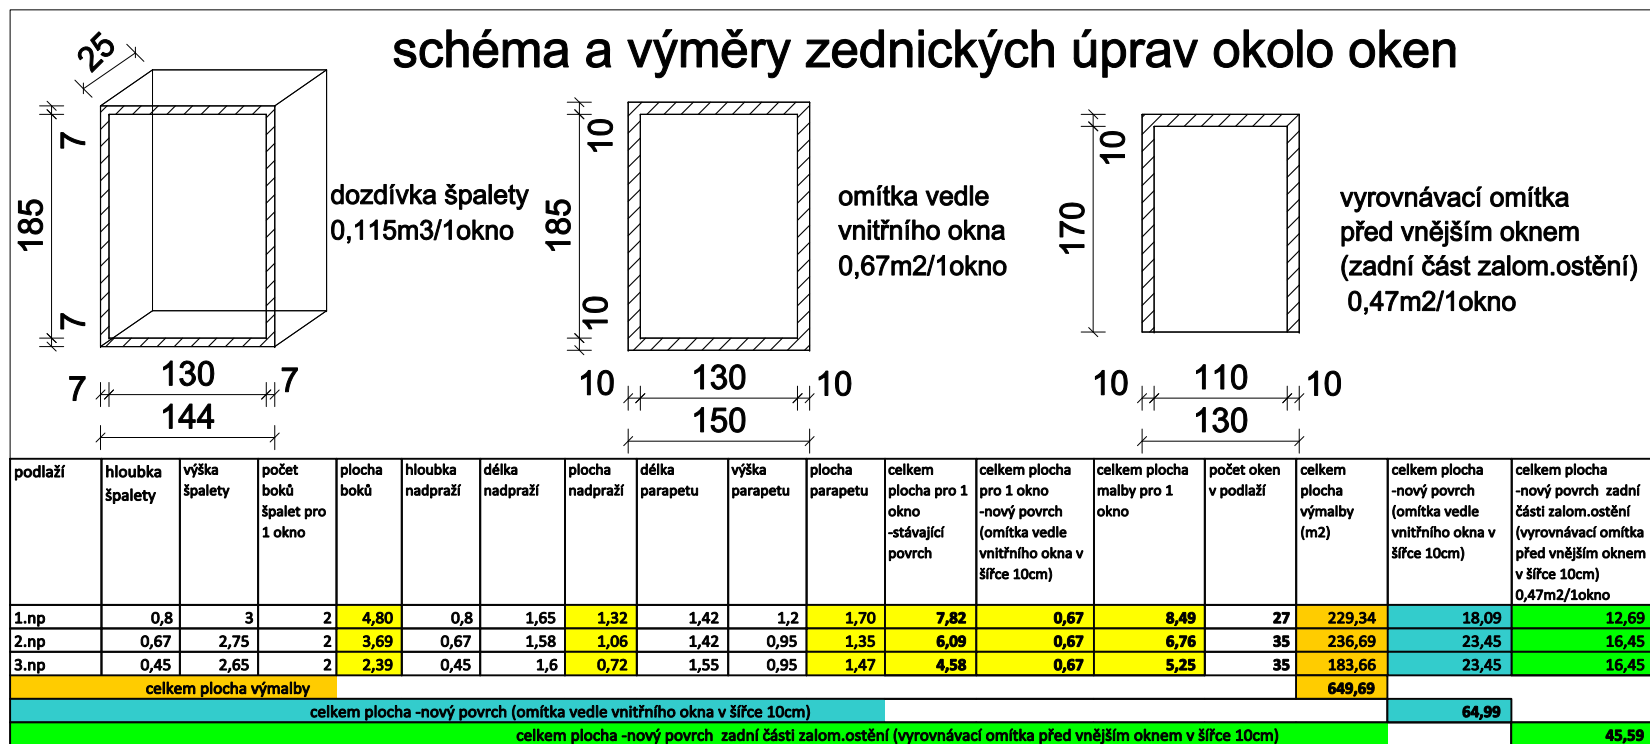 schéma a výměry zednických úprav okolo oken
25
7
185
7
7
130
7
144
dozdívka špalety
0,115m3/1okno
10
185
10
10
130
10
150
omítka vedle
vnitřního okna
0,67m2/1okno
10
170
10
110
10
130
vyrovnávací omítka
před vnějším oknem
(zadní část zalom.ostění)
0,47m2/1okno
podlaží
hloubka
špalety
výška
špalety
počet
boků
špalet pro
1 okno
plocha
boků
hloubka
nadpraží
délka
nadpraží
plocha
nadpraží
délka
parapetu
výška
parapetu
plocha
parapetu
celkem
plocha pro 1
okno
-stávající
povrch
celkem plocha
pro 1 okno
-nový povrch
(omítka vedle
vnitřního okna v
šířce 10cm)
celkem plocha
malby pro 1
okno
počet oken
v podlaží
celkem
plocha
výmalby
(m2)
celkem plocha
-nový povrch
(omítka vedle
vnitřního okna v
šířce 10cm)
celkem plocha
-nový povrch zadní
části zalom.ostění
(vyrovnávací omítka
před vnějším oknem
v šířce 10cm)
0,47m2/1okno
1.np 0,8 3 2 4,80 0,8 1,65 1,32 1,42 1,2 1,70 7,82 0,67 8,49 27 229,34 18,09 12,69
2.np 0,67 2,75 2 3,69 0,67 1,58 1,06 1,42 0,95 1,35 6,09 0,67 6,76 35 236,69 23,45 16,45
3.np 0,45 2,65 2 2,39 0,45 1,6 0,72 1,55 0,95 1,47 4,58 0,67 5,25 35 183,66 23,45 16,45
celkem plocha výmalby 649,69
celkem plocha -nový povrch (omítka vedle vnitřního okna v šířce 10cm) 64,99
celkem plocha -nový povrch zadní části zalom.ostění (vyrovnávací omítka před vnějším oknem v šířce 10cm) 45,59